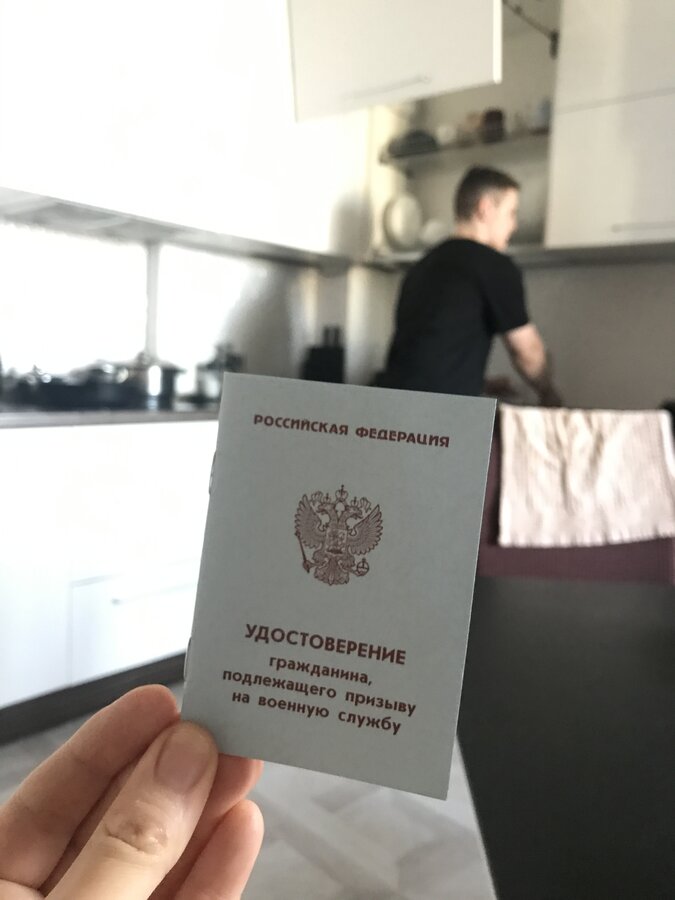 РОССИЙСКАЯ ФЕДЕРАЦИЯ
УДОСТОВЕРЕНИЕ
гражданина,
подлежащего призыву
на военную службу